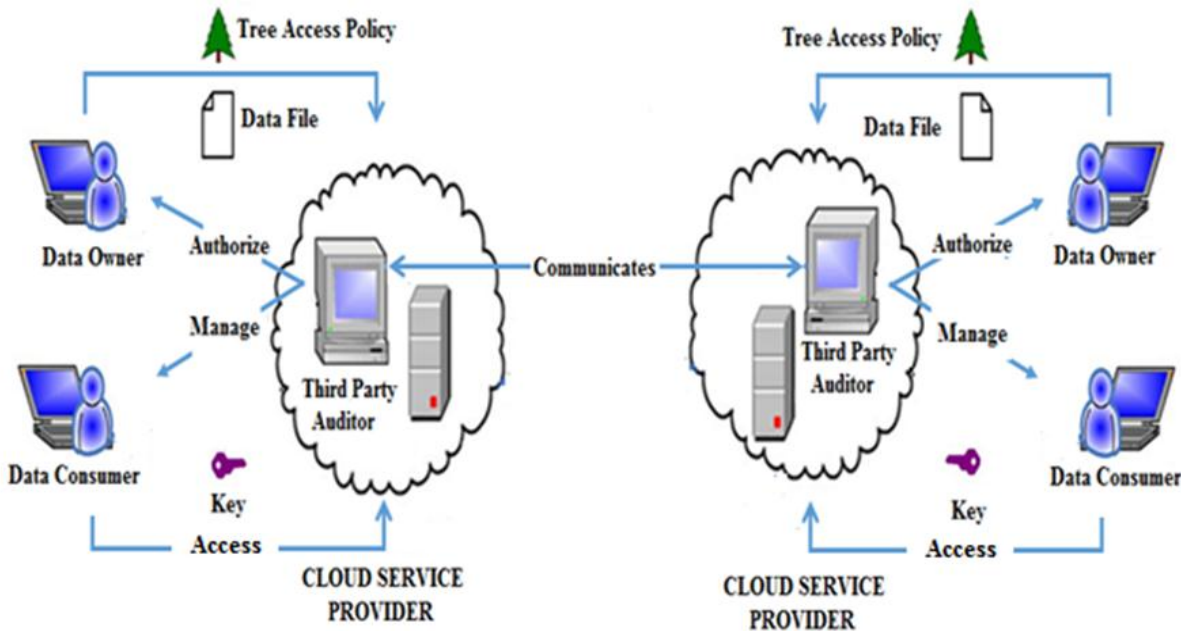 Tree Access Policy
Data File
Data Owner
Authorize
Manage
Third Party
Auditor
Data Consumer
Key
Access
CLOUD SERVICE
PROVIDER
Communicates
Tree Access Policy
Data File
Data Owner
Authorize
Manage
Third Party
Auditor
Data Consumer
Key
Access
CLOUD SERVICE
PROVIDER